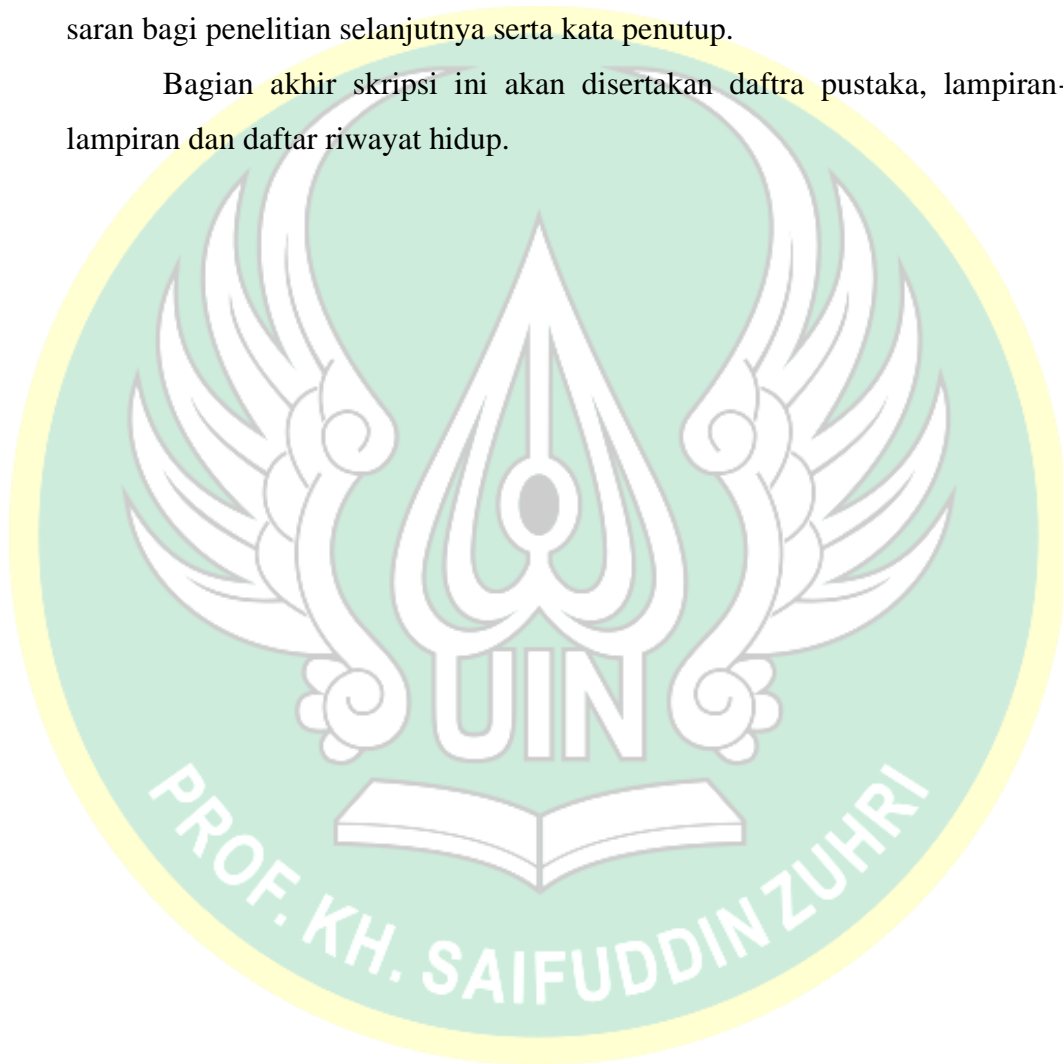 saran bagi penelitian selanjutnya serta kata penutup.
Bagian akhir skripsi ini akan disertakan daftra pustaka, lampiran-
lampiran dan daftar riwayat hidup.
UIN
PROF. KH. SAIFUDDIN ZUHRI